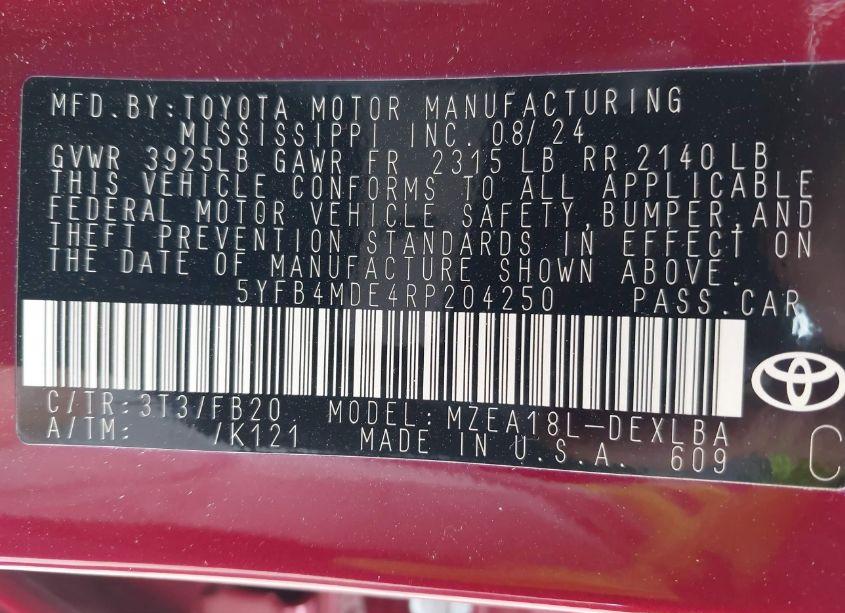 MFD. BY: TOYOTA MOTOR MANUFACTURING
MISSISSIPPI INC. 08/24
GVWR 3925LB GAWR FR 2315 LB RR 2140 LB
THIS VEHICLE CONFORMS TO ALL APPLICABLE
FEDERAL MOTOR VEHICLE SAFETY, BUMPER, AND
THEFT PREVENTION STANDARDS IN EFFECT ON
THE DATE OF MANUFACTURE SHOWN ABOVE.
5YFB4MDE4RP204250 PASS. CAR
C/TR: 3T3/FB20 MODEL: MZEA18L-DEXLBA
A/TM: /K121 MADE IN U.S.A. 609 C